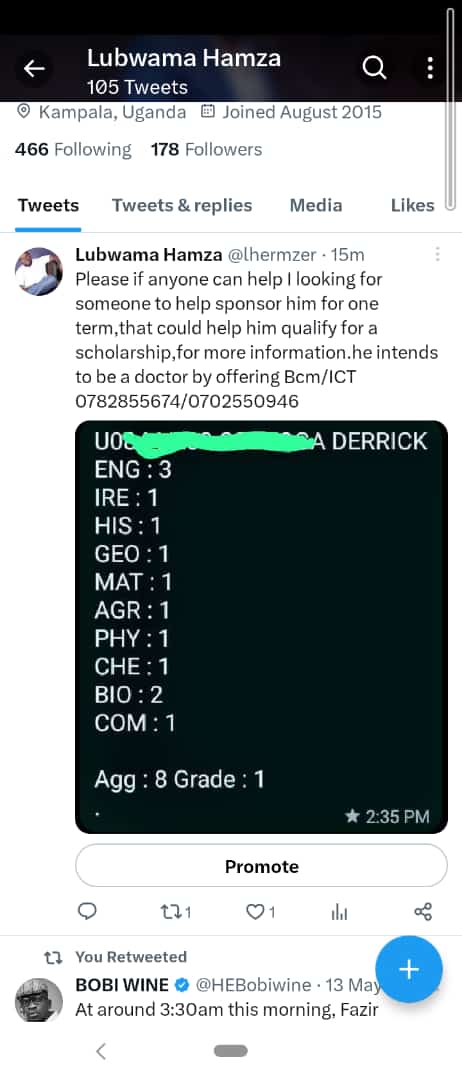 Lubwama Hamza
105 Tweets
Kampala, Uganda Joined August 2015
466 Following 178 Followers
Tweets Tweets & replies Media Likes
Lubwama Hamza @lhermzer · 15m
Please if anyone can help I looking for
someone to help sponsor him for one
term,that could help him qualify for a
scholarship,for more information.he intends
to be a doctor by offering Bcm/ICT
0782855674/0702550946
DERRICK
ENG : 3
IRE : 1
HIS : 1
GEO : 1
MAT : 1
AGR : 1
PHY : 1
CHE : 1
BIO : 2
COM : 1
Agg : 8 Grade : 1
.
★ 2:35 PM
Promote
1 1
You Retweeted
BOBI WINE @HEBobiwine · 13 May
At around 3:30am this morning, Fazir